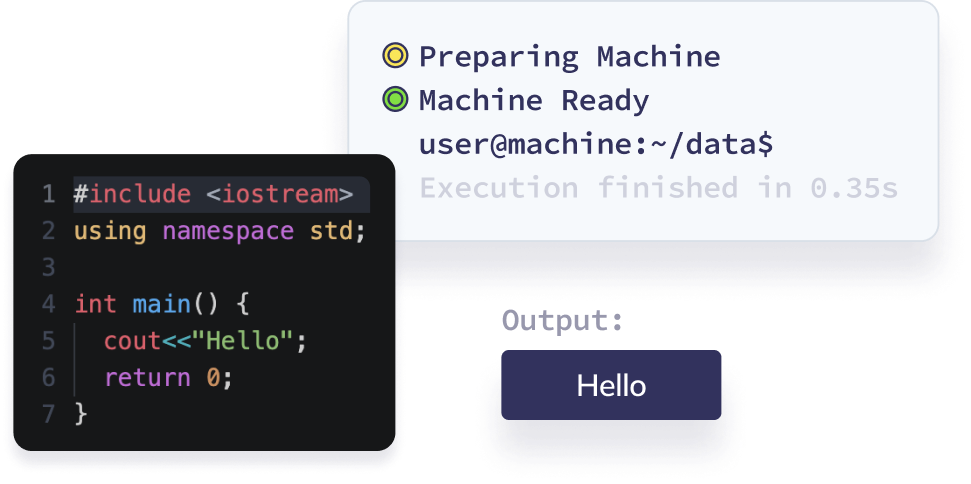 Preparing Machine
Machine Ready
user@machine:~/data$
Execution finished in 0.35s
1 #include <iostream>
2 using namespace std;
3
4 int main() {
5   cout<<"Hello";
6   return 0;
7 }
Output:
Hello